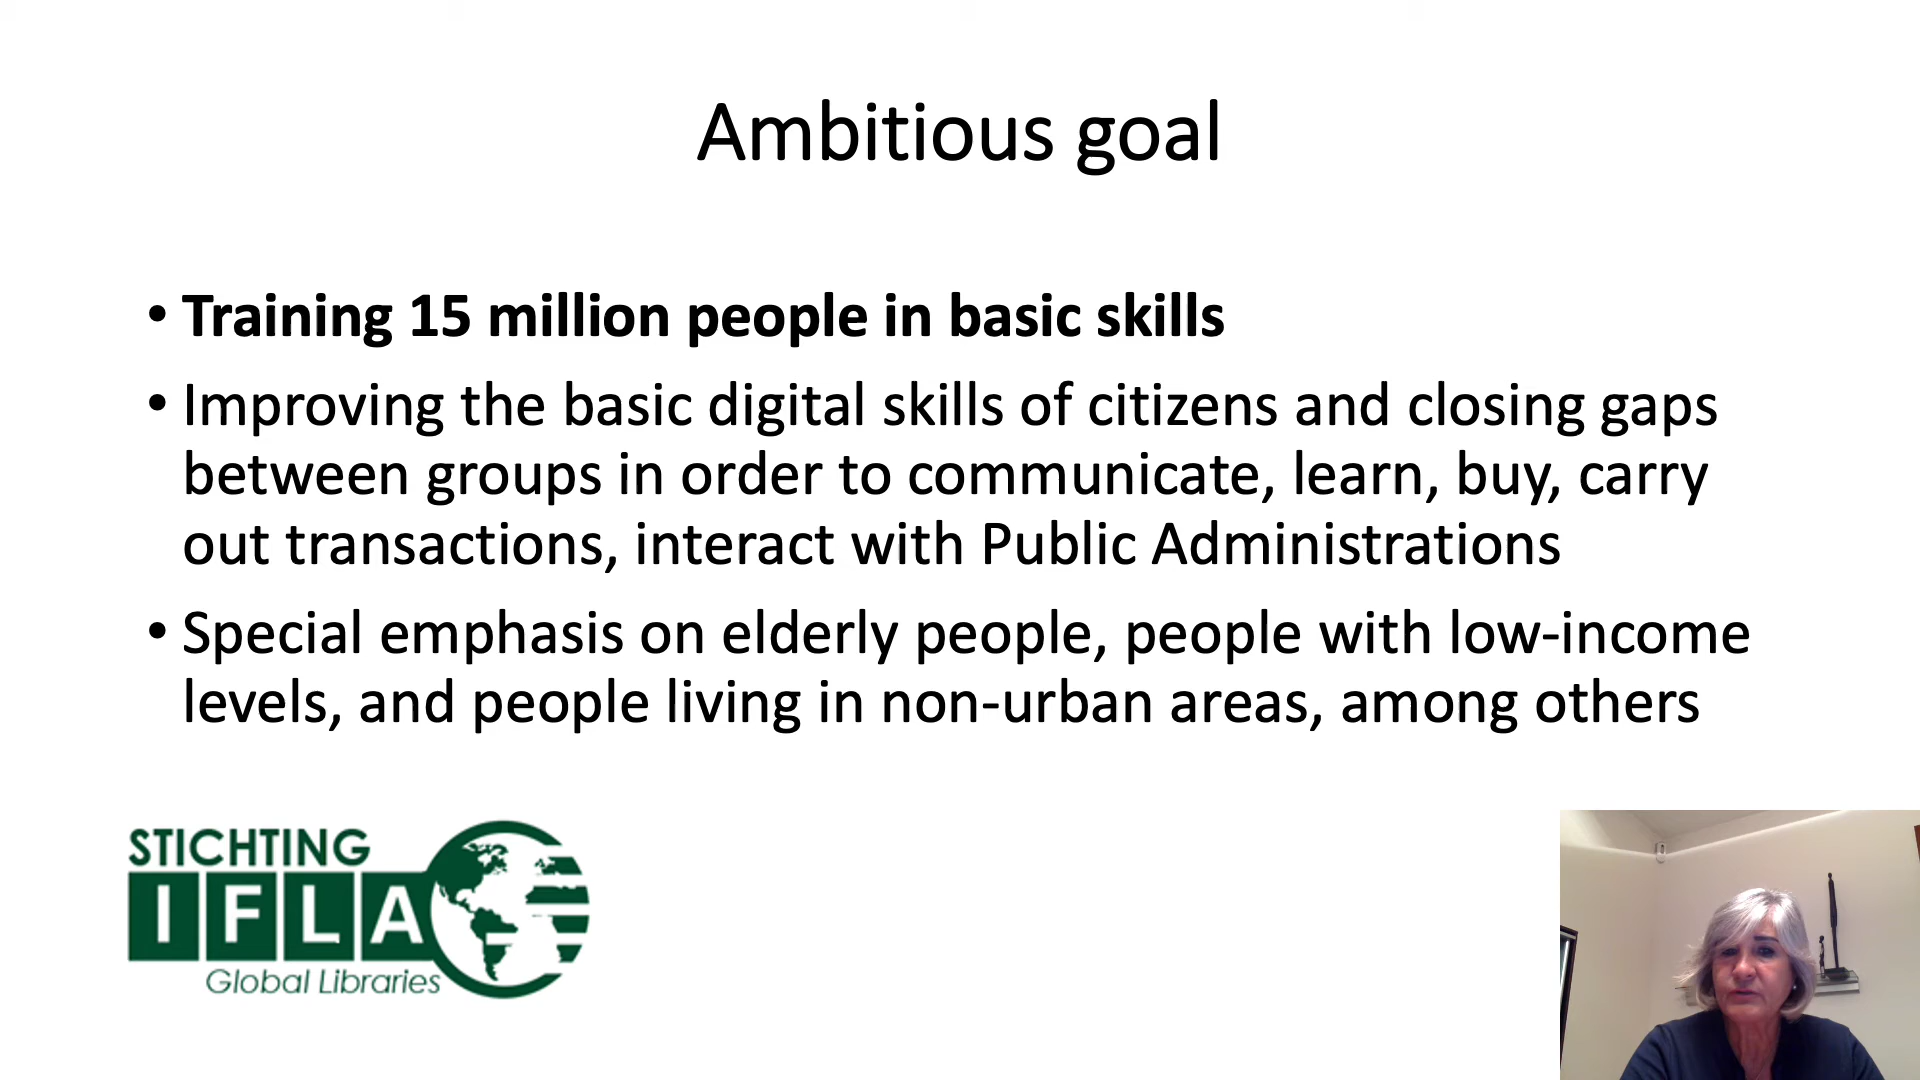 Ambitious goal
• Training 15 million people in basic skills
• Improving the basic digital skills of citizens and closing gaps
between groups in order to communicate, learn, buy, carry
out transactions, interact with Public Administrations
• Special emphasis on elderly people, people with low-income
levels, and people living in non-urban areas, among others
STICHTING
IFLA
Global Libraries